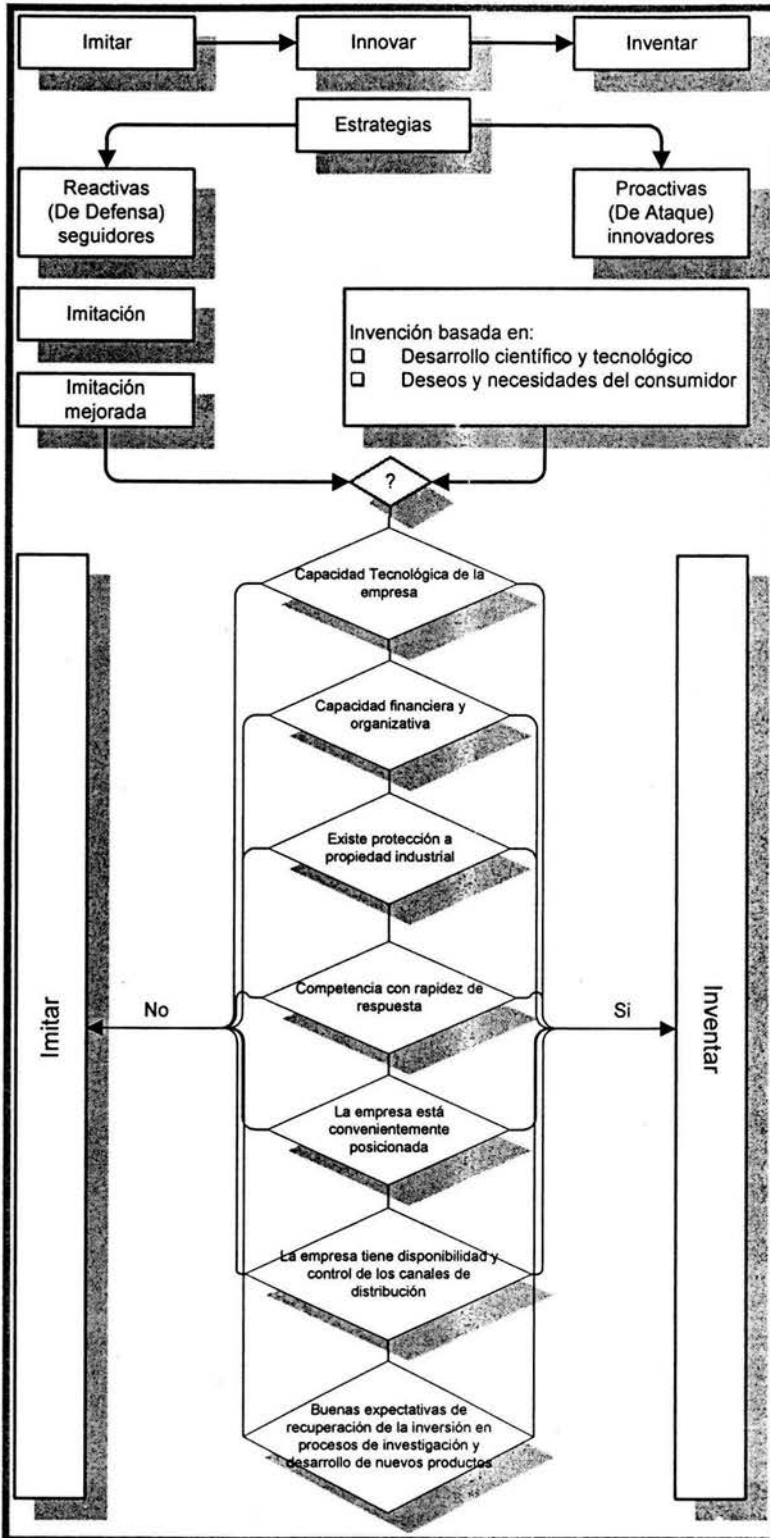 Imitar
Innovar
Inventar
Estrategias
Reactivas
(De Defensa)
seguidores
Proactivas
(De Ataque)
innovadores
Imitación
Invención basada en:
❑ Desarrollo científico y tecnológico
❑ Deseos y necesidades del consumidor
Imitación
mejorada
?
Capacidad Tecnológica de la
empresa
Capacidad financiera y
organizativa
Existe protección a
propiedad industrial
Competencia con rapidez de
respuesta
No
Si
Imitar
Inventar
La empresa está
convenientemente
posicionada
La empresa tiene disponibilidad y
control de los canales de
distribución
Buenas expectativas de
recuperación de la inversión en
procesos de investigación y
desarrollo de nuevos productos